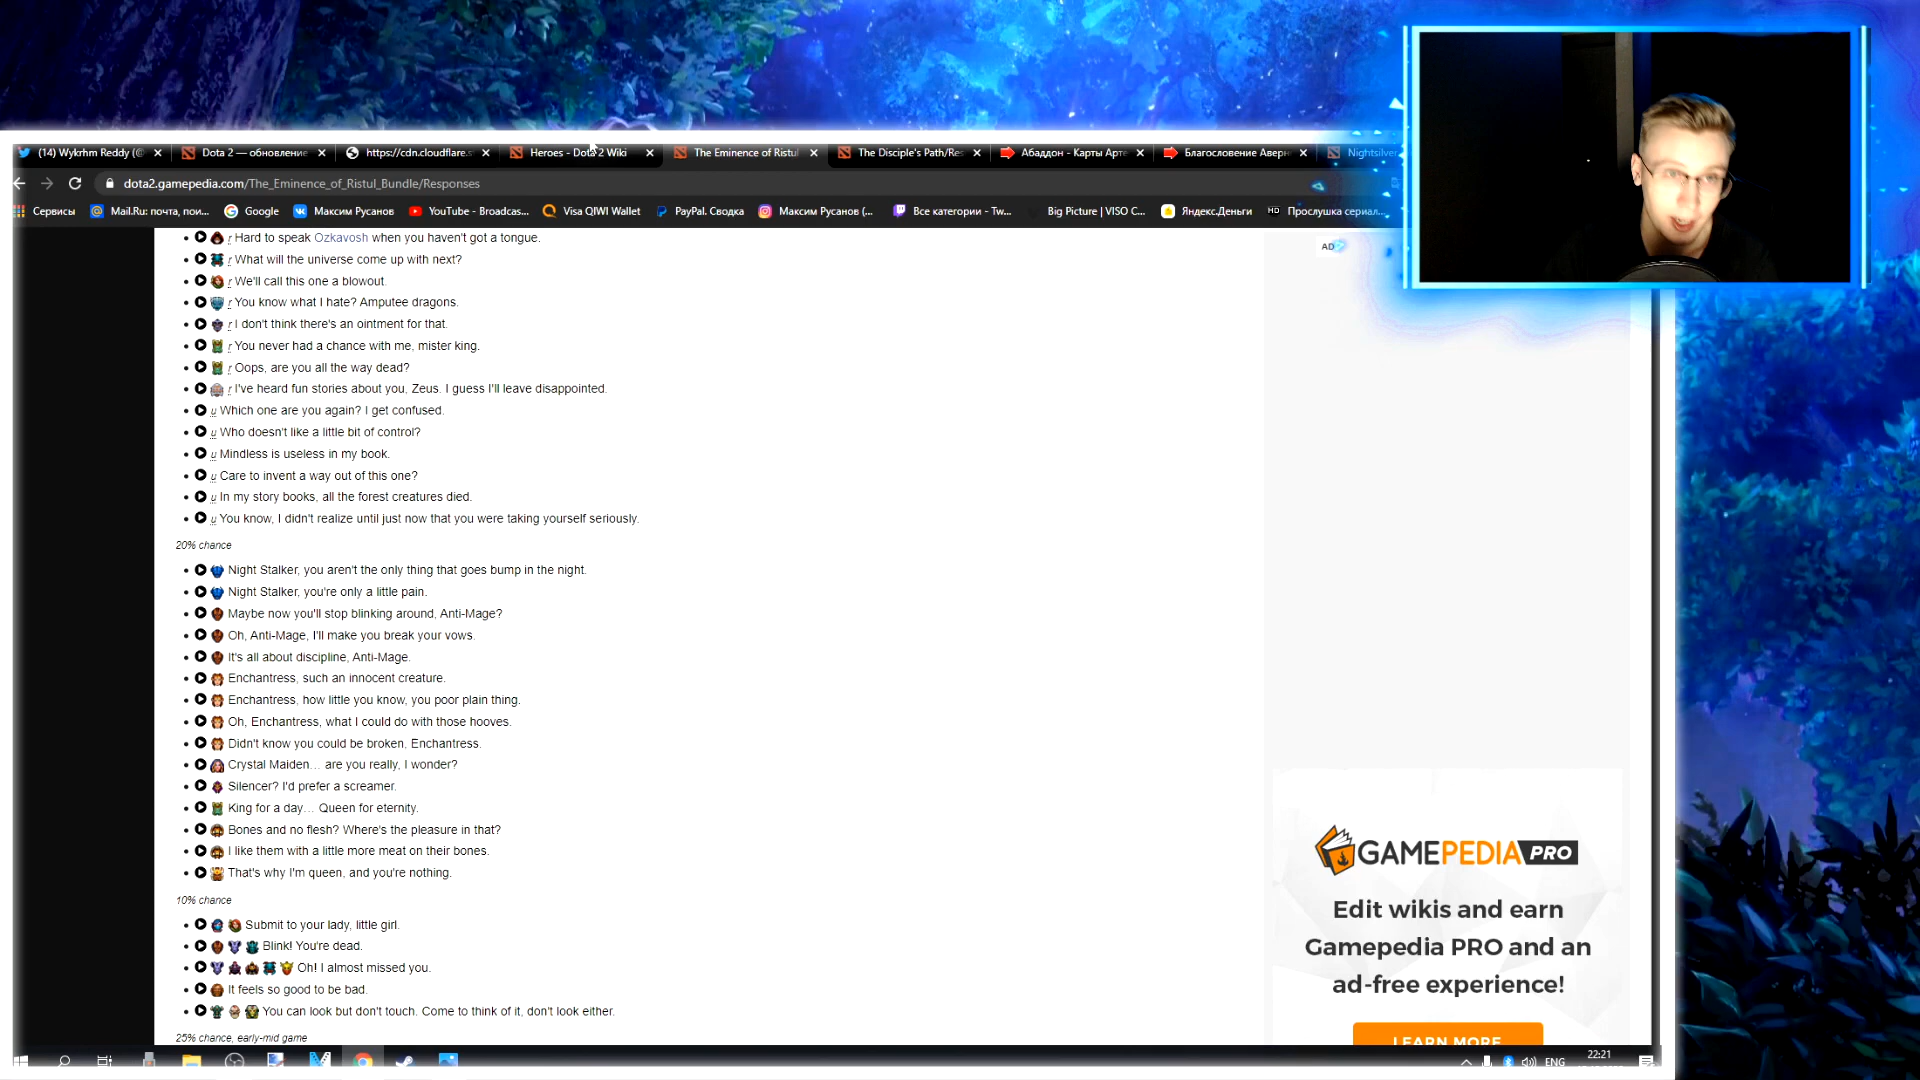 (14) Wykrhm Reddy (@
Dota 2 — обновление
https://cdn.cloudflare.s
Heroes - Dota 2 Wiki
The Eminence of Ristul
The Disciple's Path/Res
Абаддон - Карты Арте
Благословение Аверн
Nightsilver
dota2.gamepedia.com/The_Eminence_of_Ristul_Bundle/Responses
Сервисы
Mail.Ru: почта, пои...
Google
Максим Русанов
YouTube - Broadcas...
Visa QIWI Wallet
PayPal. Сводка
Максим Русанов (...
Все категории - Tw...
Big Picture | VISO C...
Яндекс.Деньги
HD Прослушка сериал...
r Hard to speak Ozkavosh when you haven't got a tongue.
r What will the universe come up with next?
r We'll call this one a blowout.
r You know what I hate? Amputee dragons.
r I don't think there's an ointment for that.
r You never had a chance with me, mister king.
r Oops, are you all the way dead?
r I've heard fun stories about you, Zeus. I guess I'll leave disappointed.
u Which one are you again? I get confused.
u Who doesn't like a little bit of control?
u Mindless is useless in my book.
u Care to invent a way out of this one?
u In my story books, all the forest creatures died.
u You know, I didn't realize until just now that you were taking yourself seriously.
20% chance
Night Stalker, you aren't the only thing that goes bump in the night.
Night Stalker, you're only a little pain.
Maybe now you'll stop blinking around, Anti-Mage?
Oh, Anti-Mage, I'll make you break your vows.
It's all about discipline, Anti-Mage.
Enchantress, such an innocent creature.
Enchantress, how little you know, you poor plain thing.
Oh, Enchantress, what I could do with those hooves.
Didn't know you could be broken, Enchantress.
Crystal Maiden… are you really, I wonder?
Silencer? I'd prefer a screamer.
King for a day… Queen for eternity.
Bones and no flesh? Where's the pleasure in that?
I like them with a little more meat on their bones.
That's why I'm queen, and you're nothing.
10% chance
Submit to your lady, little girl.
Blink! You're dead.
Oh! I almost missed you.
It feels so good to be bad.
You can look but don't touch. Come to think of it, don't look either.
25% chance, early-mid game
AD
GAMEPEDIA PRO
Edit wikis and earn
Gamepedia PRO and an
ad-free experience!
LEARN MORE
ENG
22:21